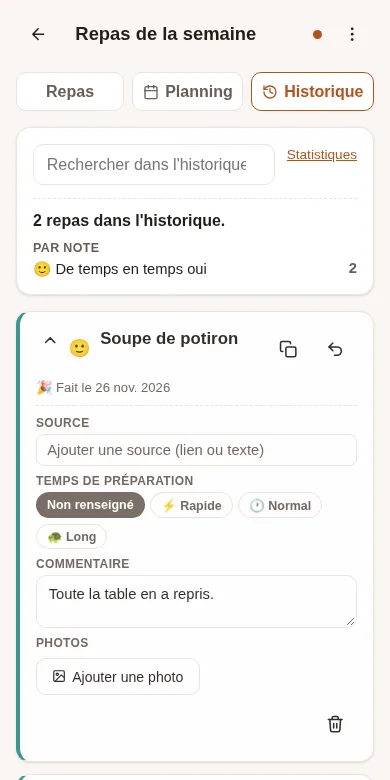 Repas de la semaine
Repas
Planning
Historique
Rechercher dans l'historique
Statistiques
2 repas dans l'historique.
PAR NOTE
🙂 De temps en temps oui
2
🙂 Soupe de potiron
🎉 Fait le 26 nov. 2026
SOURCE
Ajouter une source (lien ou texte)
TEMPS DE PRÉPARATION
Non renseigné
⚡ Rapide
🕐 Normal
🐢 Long
COMMENTAIRE
Toute la table en a repris.
PHOTOS
Ajouter une photo